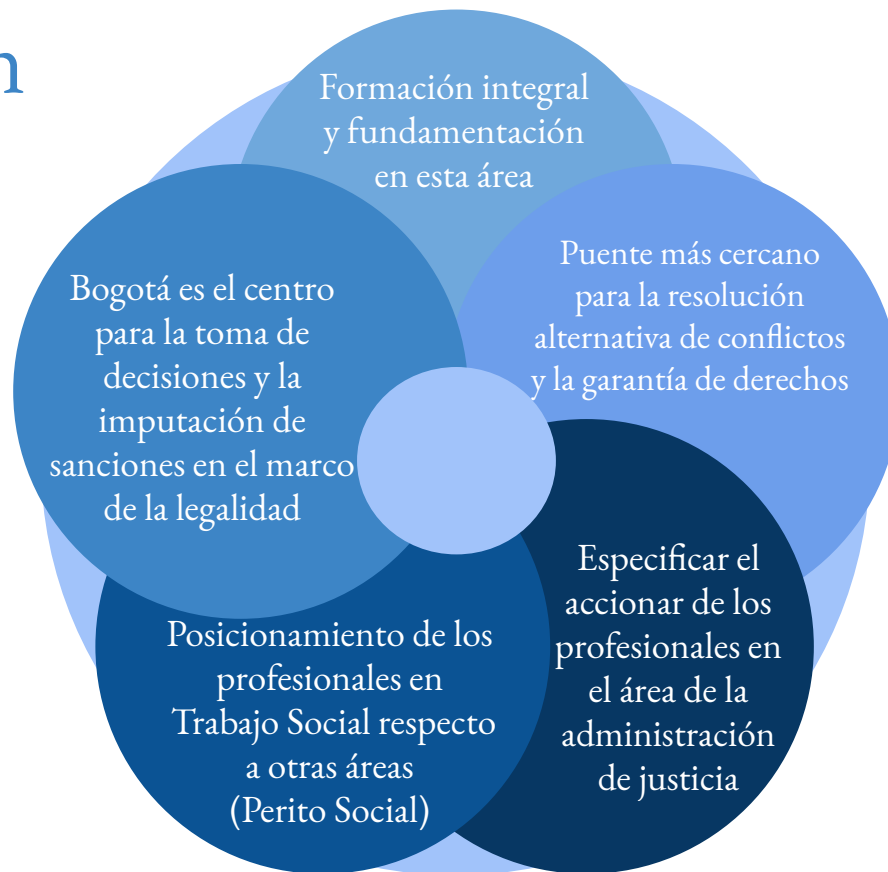 n
Formación integral
y fundamentación
en esta área
Puente más cercano
para la resolución
alternativa de conflictos
y la garantía de derechos
Especificar el
accionar de los
profesionales en
el área de la
administración
de justicia
Posicionamiento de los
profesionales en
Trabajo Social respecto
a otras áreas
(Perito Social)
Bogotá es el centro
para la toma de
decisiones y la
imputación de
sanciones en el marco
de la legalidad